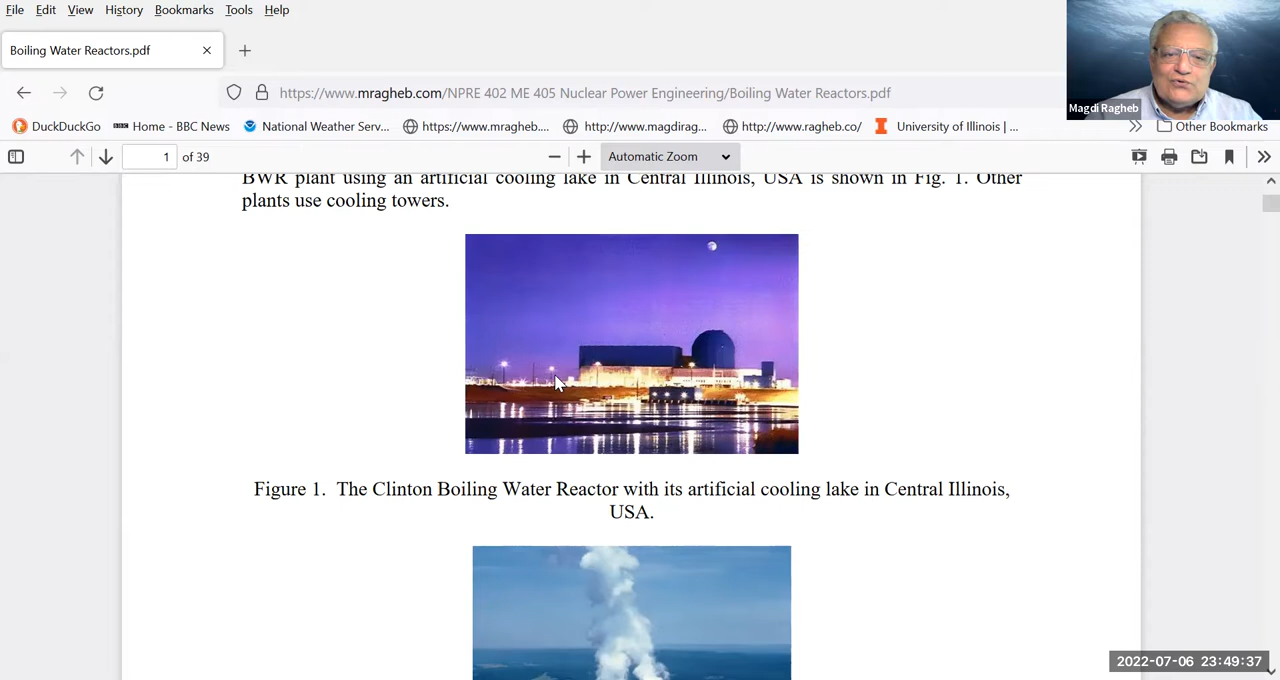 File Edit View History Bookmarks Tools Help
Boiling Water Reactors.pdf
https://www.mragheb.com/NPRE 402 ME 405 Nuclear Power Engineering/Boiling Water Reactors.pdf
Magdi Ragheb
DuckDuckGo BBC Home - BBC News National Weather Serv... https://www.mragheb.... http://www.magdirag... http://www.ragheb.co/ University of Illinois | ... Other Bookmarks
1 of 39 Automatic Zoom
BWR plant using an artificial cooling lake in Central Illinois, USA is shown in Fig. 1. Other
plants use cooling towers.
Figure 1. The Clinton Boiling Water Reactor with its artificial cooling lake in Central Illinois,
USA.
2022-07-06 23:49:37